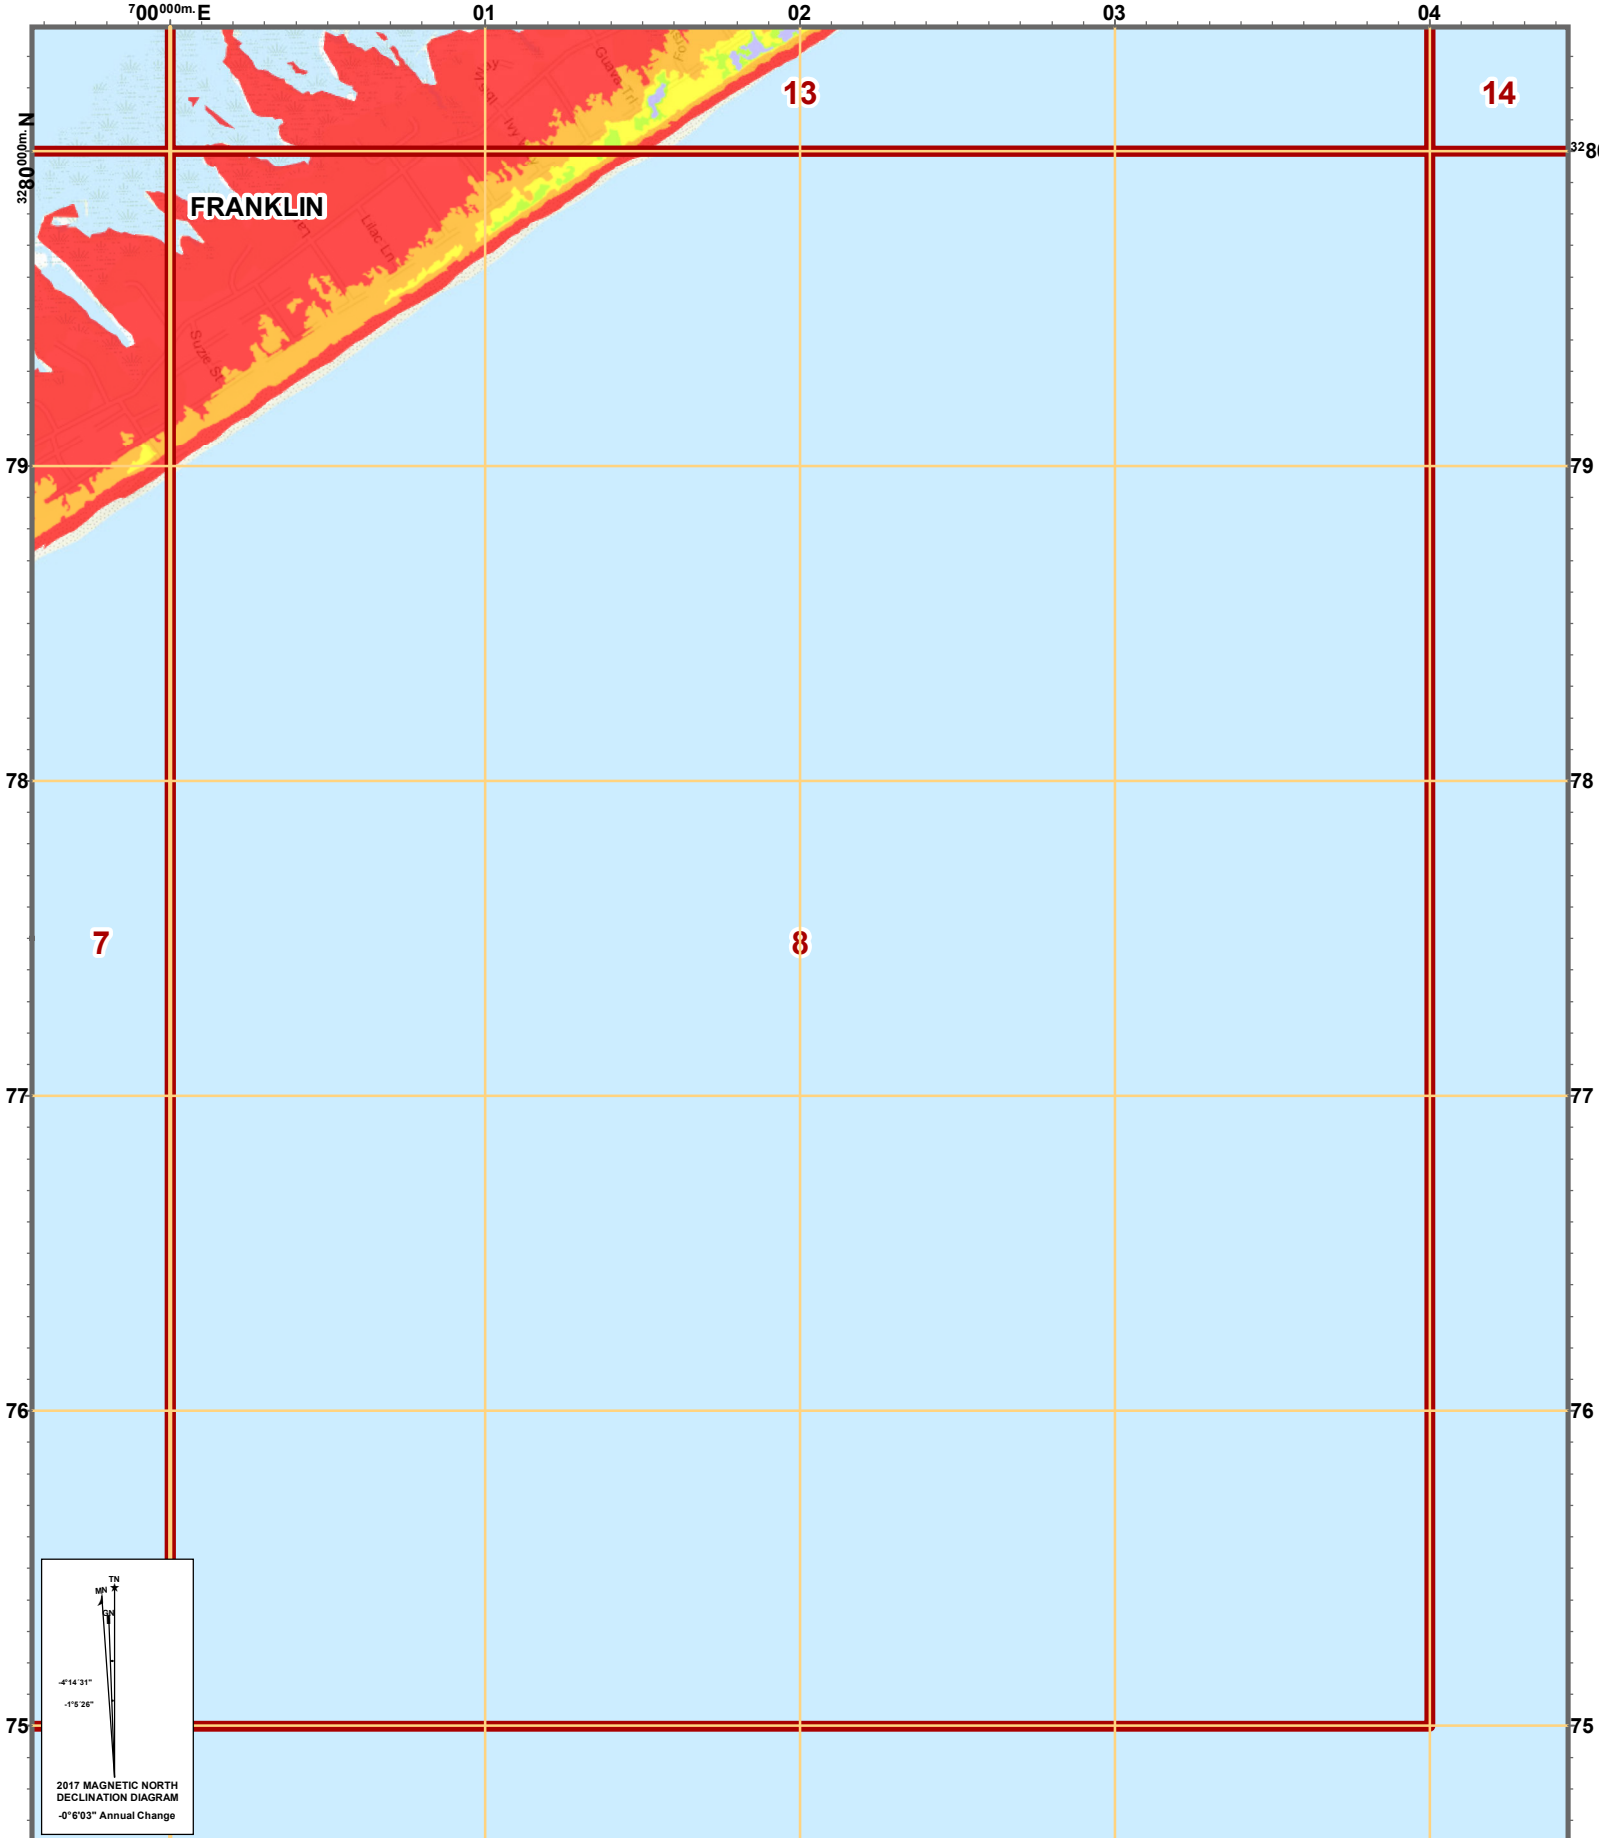 700000m. E 01 02 03 04
13 14
3280000m. N
3280
Way
Guava Trl
Ivy
FRANKLIN
Lilac Ln
Suzie St
79 79
78 78
7 8
77 77
76 76
75 75
TN
MN
GN
-4°14'31"
-1°5'26"
2017 MAGNETIC NORTH
DECLINATION DIAGRAM
-0°6'03" Annual Change